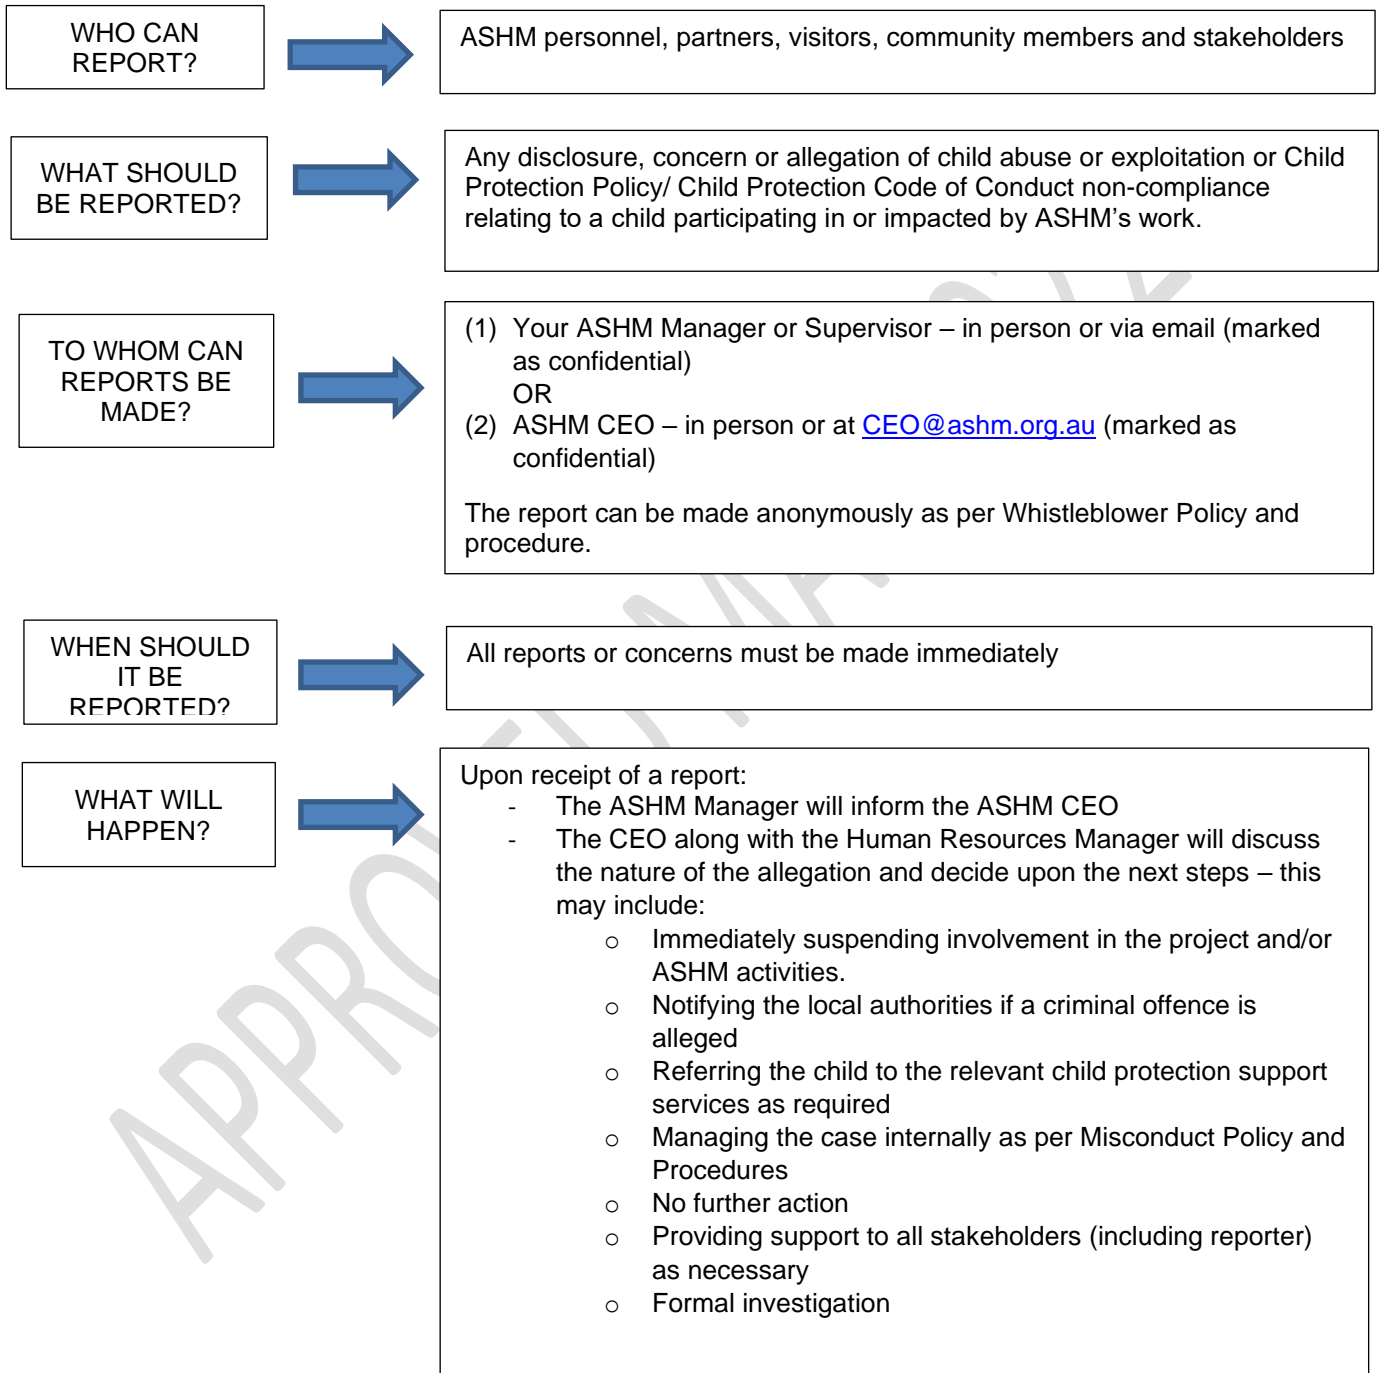 WHO CAN
REPORT?
ASHM personnel, partners, visitors, community members and stakeholders
WHAT SHOULD
BE REPORTED?
Any disclosure, concern or allegation of child abuse or exploitation or Child
Protection Policy/ Child Protection Code of Conduct non-compliance
relating to a child participating in or impacted by ASHM’s work.
TO WHOM CAN
REPORTS BE
MADE?
(1) Your ASHM Manager or Supervisor – in person or via email (marked
as confidential)
OR
(2) ASHM CEO – in person or at CEO@ashm.org.au (marked as
confidential)
The report can be made anonymously as per Whistleblower Policy and
procedure.
WHEN SHOULD
IT BE
REPORTED?
All reports or concerns must be made immediately
WHAT WILL
HAPPEN?
Upon receipt of a report:
- The ASHM Manager will inform the ASHM CEO
- The CEO along with the Human Resources Manager will discuss
the nature of the allegation and decide upon the next steps – this
may include:
o Immediately suspending involvement in the project and/or
ASHM activities.
o Notifying the local authorities if a criminal offence is
alleged
o Referring the child to the relevant child protection support
services as required
o Managing the case internally as per Misconduct Policy and
Procedures
o No further action
o Providing support to all stakeholders (including reporter)
as necessary
o Formal investigation